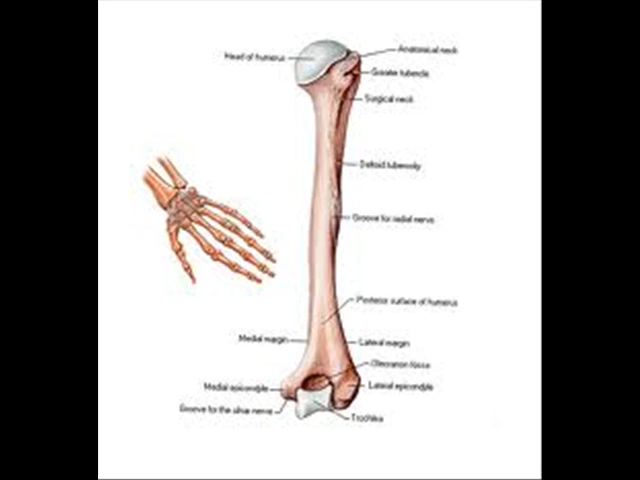 Anatomical neck
Head of humerus
Greater tubercle
Surgical neck
Deltoid tuberosity
Groove for radial nerve
Posterior surface of humerus
Medial margin
Lateral margin
Olecranon fossa
Medial epicondyle
Lateral epicondyle
Groove for the ulnar nerve
Trochlea